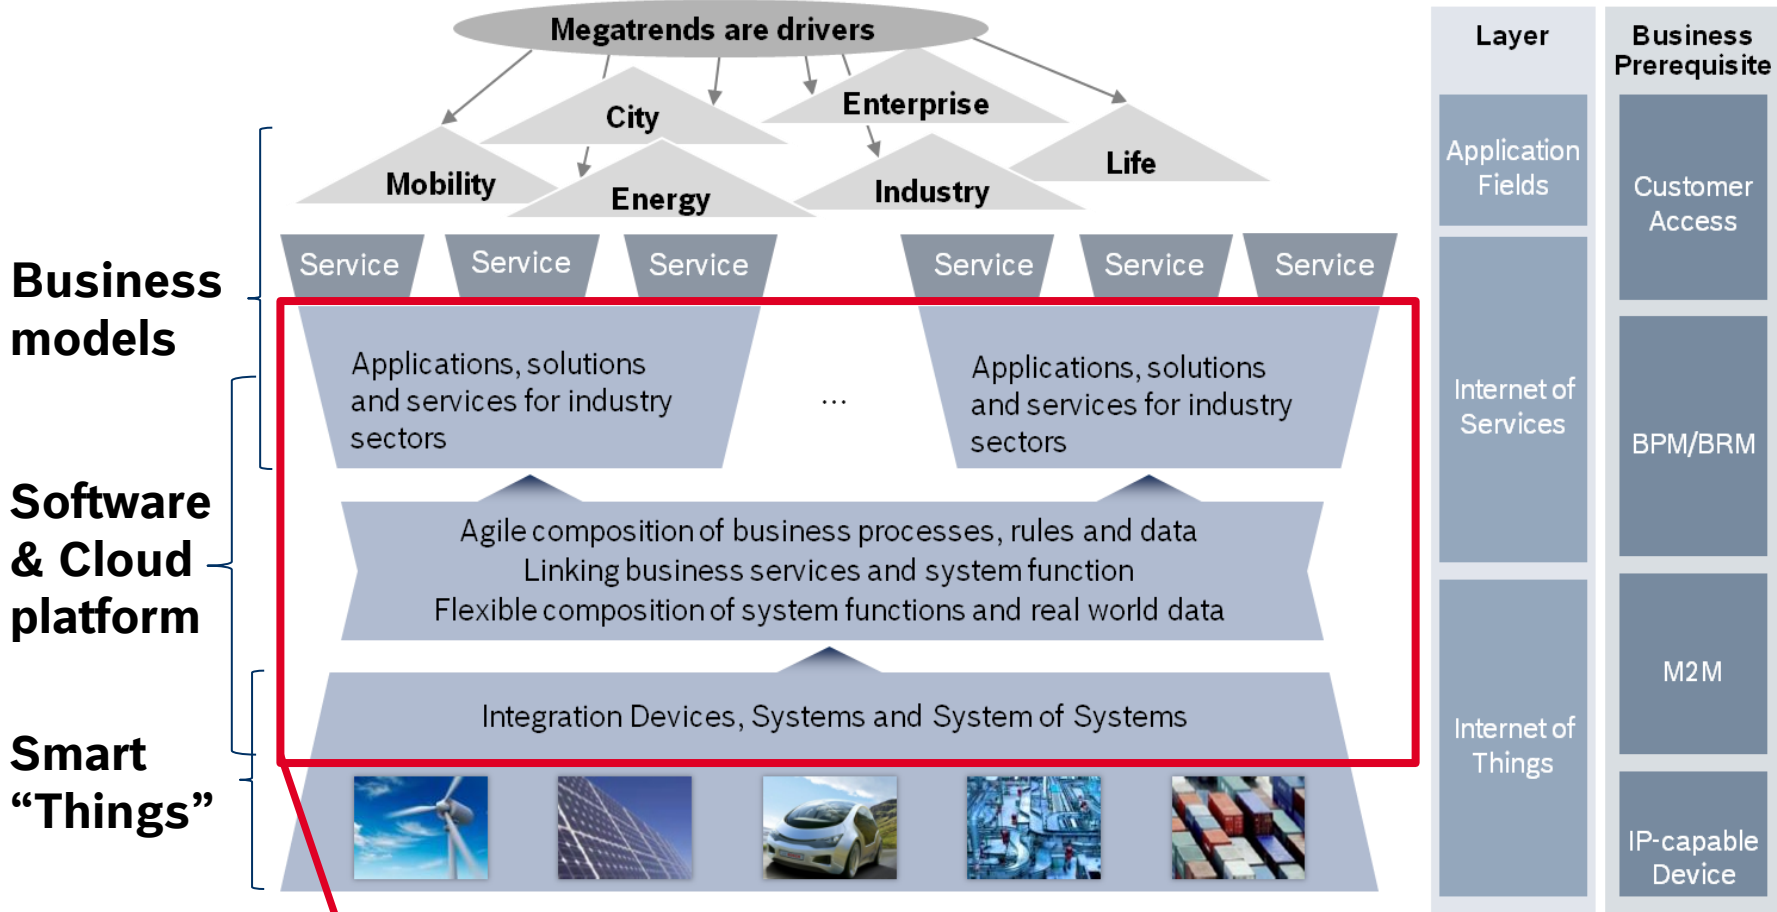 Megatrends are drivers
City
Enterprise
Mobility
Energy
Industry
Life
Service
Service
Service
Service
Service
Service
Business
models
Applications, solutions
and services for industry
sectors
...
Applications, solutions
and services for industry
sectors
Software
& Cloud
platform
Agile composition of business processes, rules and data
Linking business services and system function
Flexible composition of system functions and real world data
Smart
“Things”
Integration Devices, Systems and System of Systems
Layer
Application
Fields
Internet of
Services
Internet of
Things
Business
Prerequisite
Customer
Access
BPM/BRM
M2M
IP-capable
Device